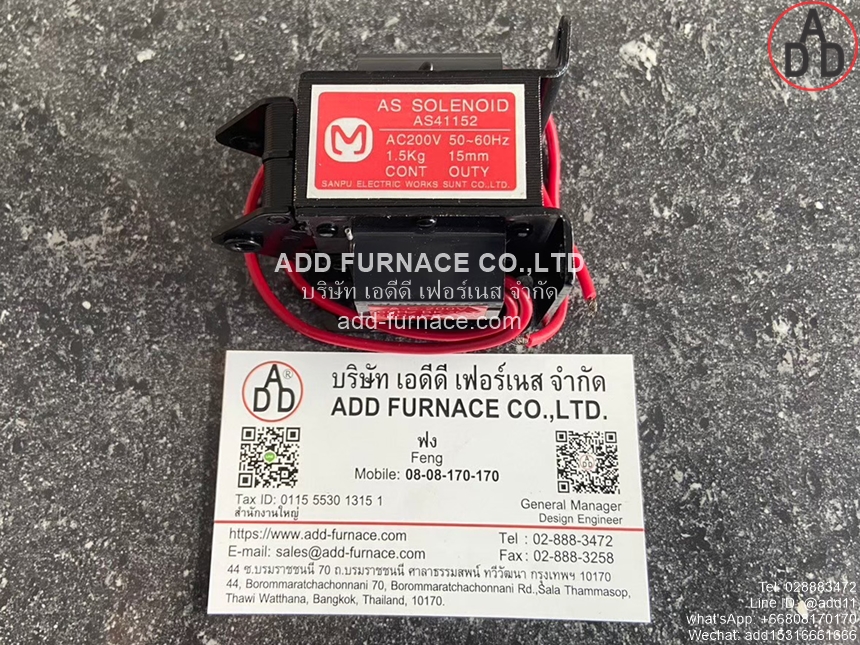 ADD
AS SOLENOID
AS41152
M
AC200V 50~60Hz
1.5Kg 15mm
CONT DUTY
SANPU ELECTRIC WORKS SUNT CO.,LTD.
ADD FURNACE CO.,LTD
บริษัท เอดีดี เฟอร์เนส จำกัด
add-furnace.com
ADD®
บริษัท เอดีดี เฟอร์เนส จำกัด
ADD FURNACE CO.,LTD.
ฟง
Feng
Mobile: 08-08-170-170
Tax ID: 0115 5530 1315 1
สำนักงานใหญ่
General Manager
Design Engineer
https://www.add-furnace.com
E-mail: sales@add-furnace.com
Tel : 02-888-3472
Fax : 02-888-3258
44 ซ.บรมราชชนนี 70 ถ.บรมราชชนนี ศาลาธรรมสพน์ ทวีวัฒนา กรุงเทพฯ 10170
44, Borommaratchachonnani 70, Borommaratchachonnani Rd.,Sala Thammasop,
Thawi Watthana, Bangkok, Thailand, 10170.
Tel: 028883472
Line ID: @add11
what'sApp: +66808170170
Wechat: add15316661666